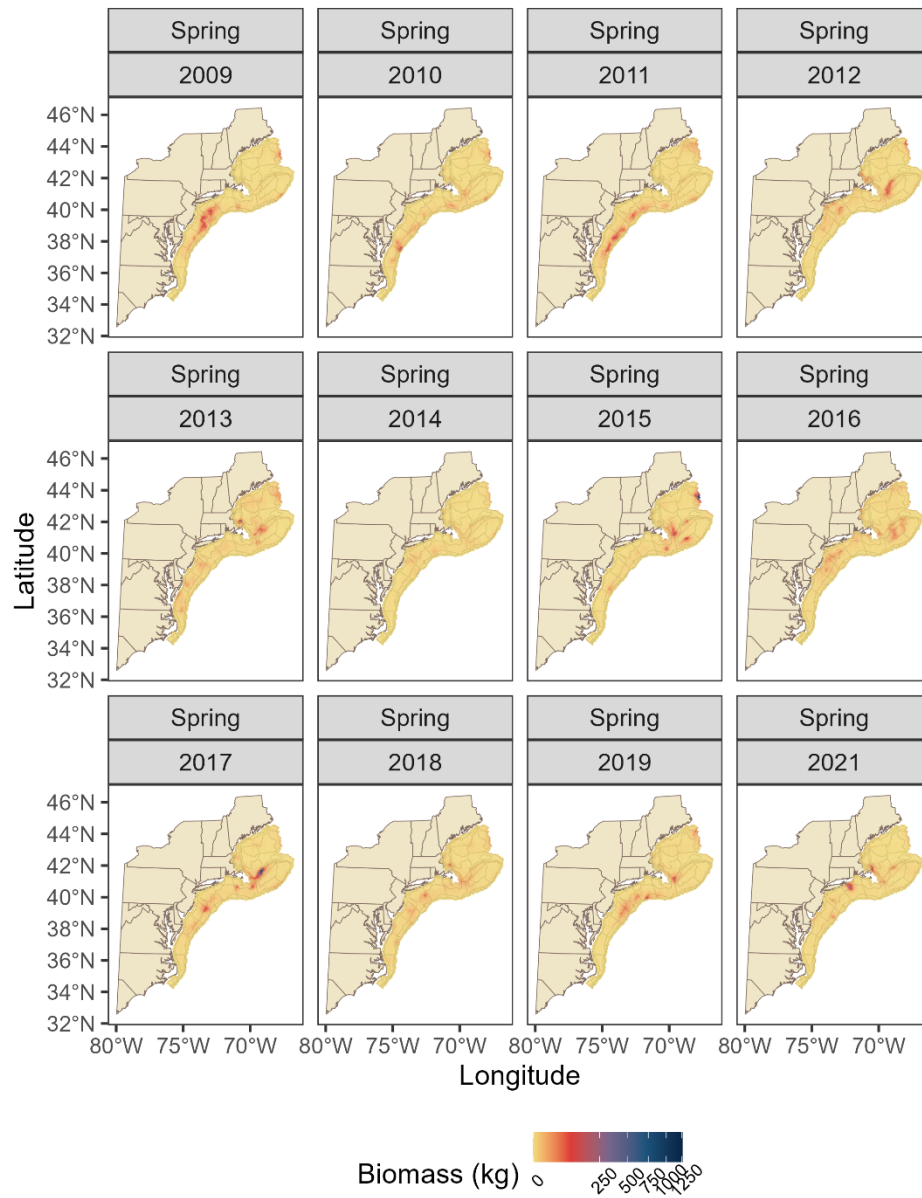 Spring Spring Spring Spring
2009 2010 2011 2012
46°N
44°N
42°N
40°N
38°N
36°N
34°N
32°N
Spring Spring Spring Spring
2013 2014 2015 2016
46°N
44°N
42°N
40°N
38°N
36°N
34°N
32°N
Latitude
Spring Spring Spring Spring
2017 2018 2019 2021
46°N
44°N
42°N
40°N
38°N
36°N
34°N
32°N
80°W 75°W 70°W 80°W 75°W 70°W 80°W 75°W 70°W 80°W 75°W 70°W
Longitude
Biomass (kg)
0 250 500 750 1000 1250